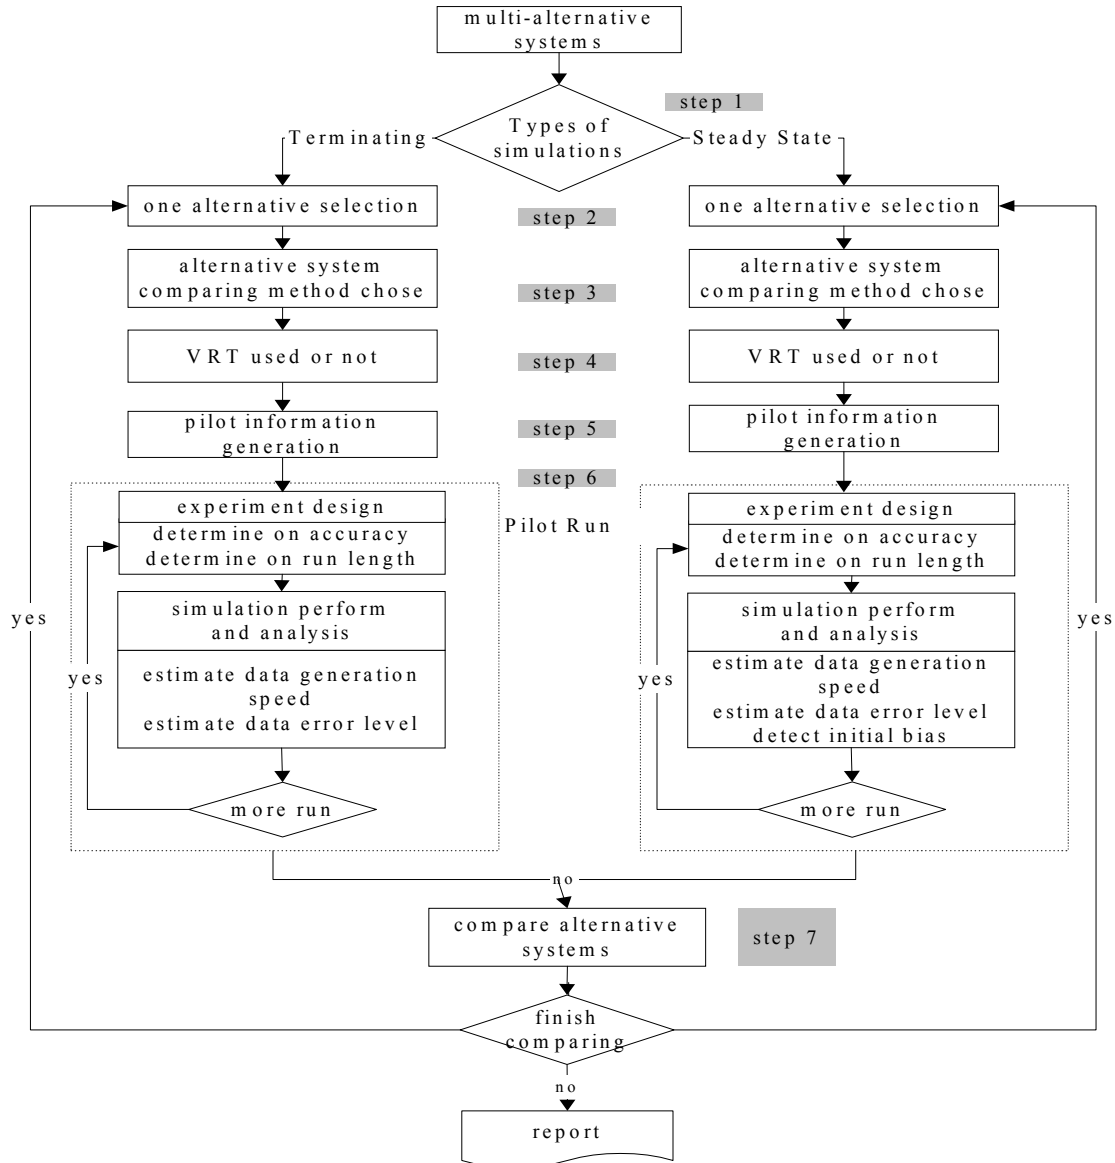 multi-alternative
systems
step 1
Types of
simulations
Terminating
Steady State
one alternative selection
step 2
one alternative selection
alternative system
comparing method chose
step 3
alternative system
comparing method chose
VRT used or not
step 4
VRT used or not
pilot information
generation
step 5
pilot information
generation
step 6
Pilot Run
experiment design
determine on accuracy
determine on run length
experiment design
determine on accuracy
determine on run length
simulation perform
and analysis
simulation perform
and analysis
yes
yes
yes
estimate data generation
speed
estimate data error level
yes
estimate data generation
speed
estimate data error level
detect initial bias
more run
more run
no
compare alternative
systems
step 7
finish
comparing
no
report